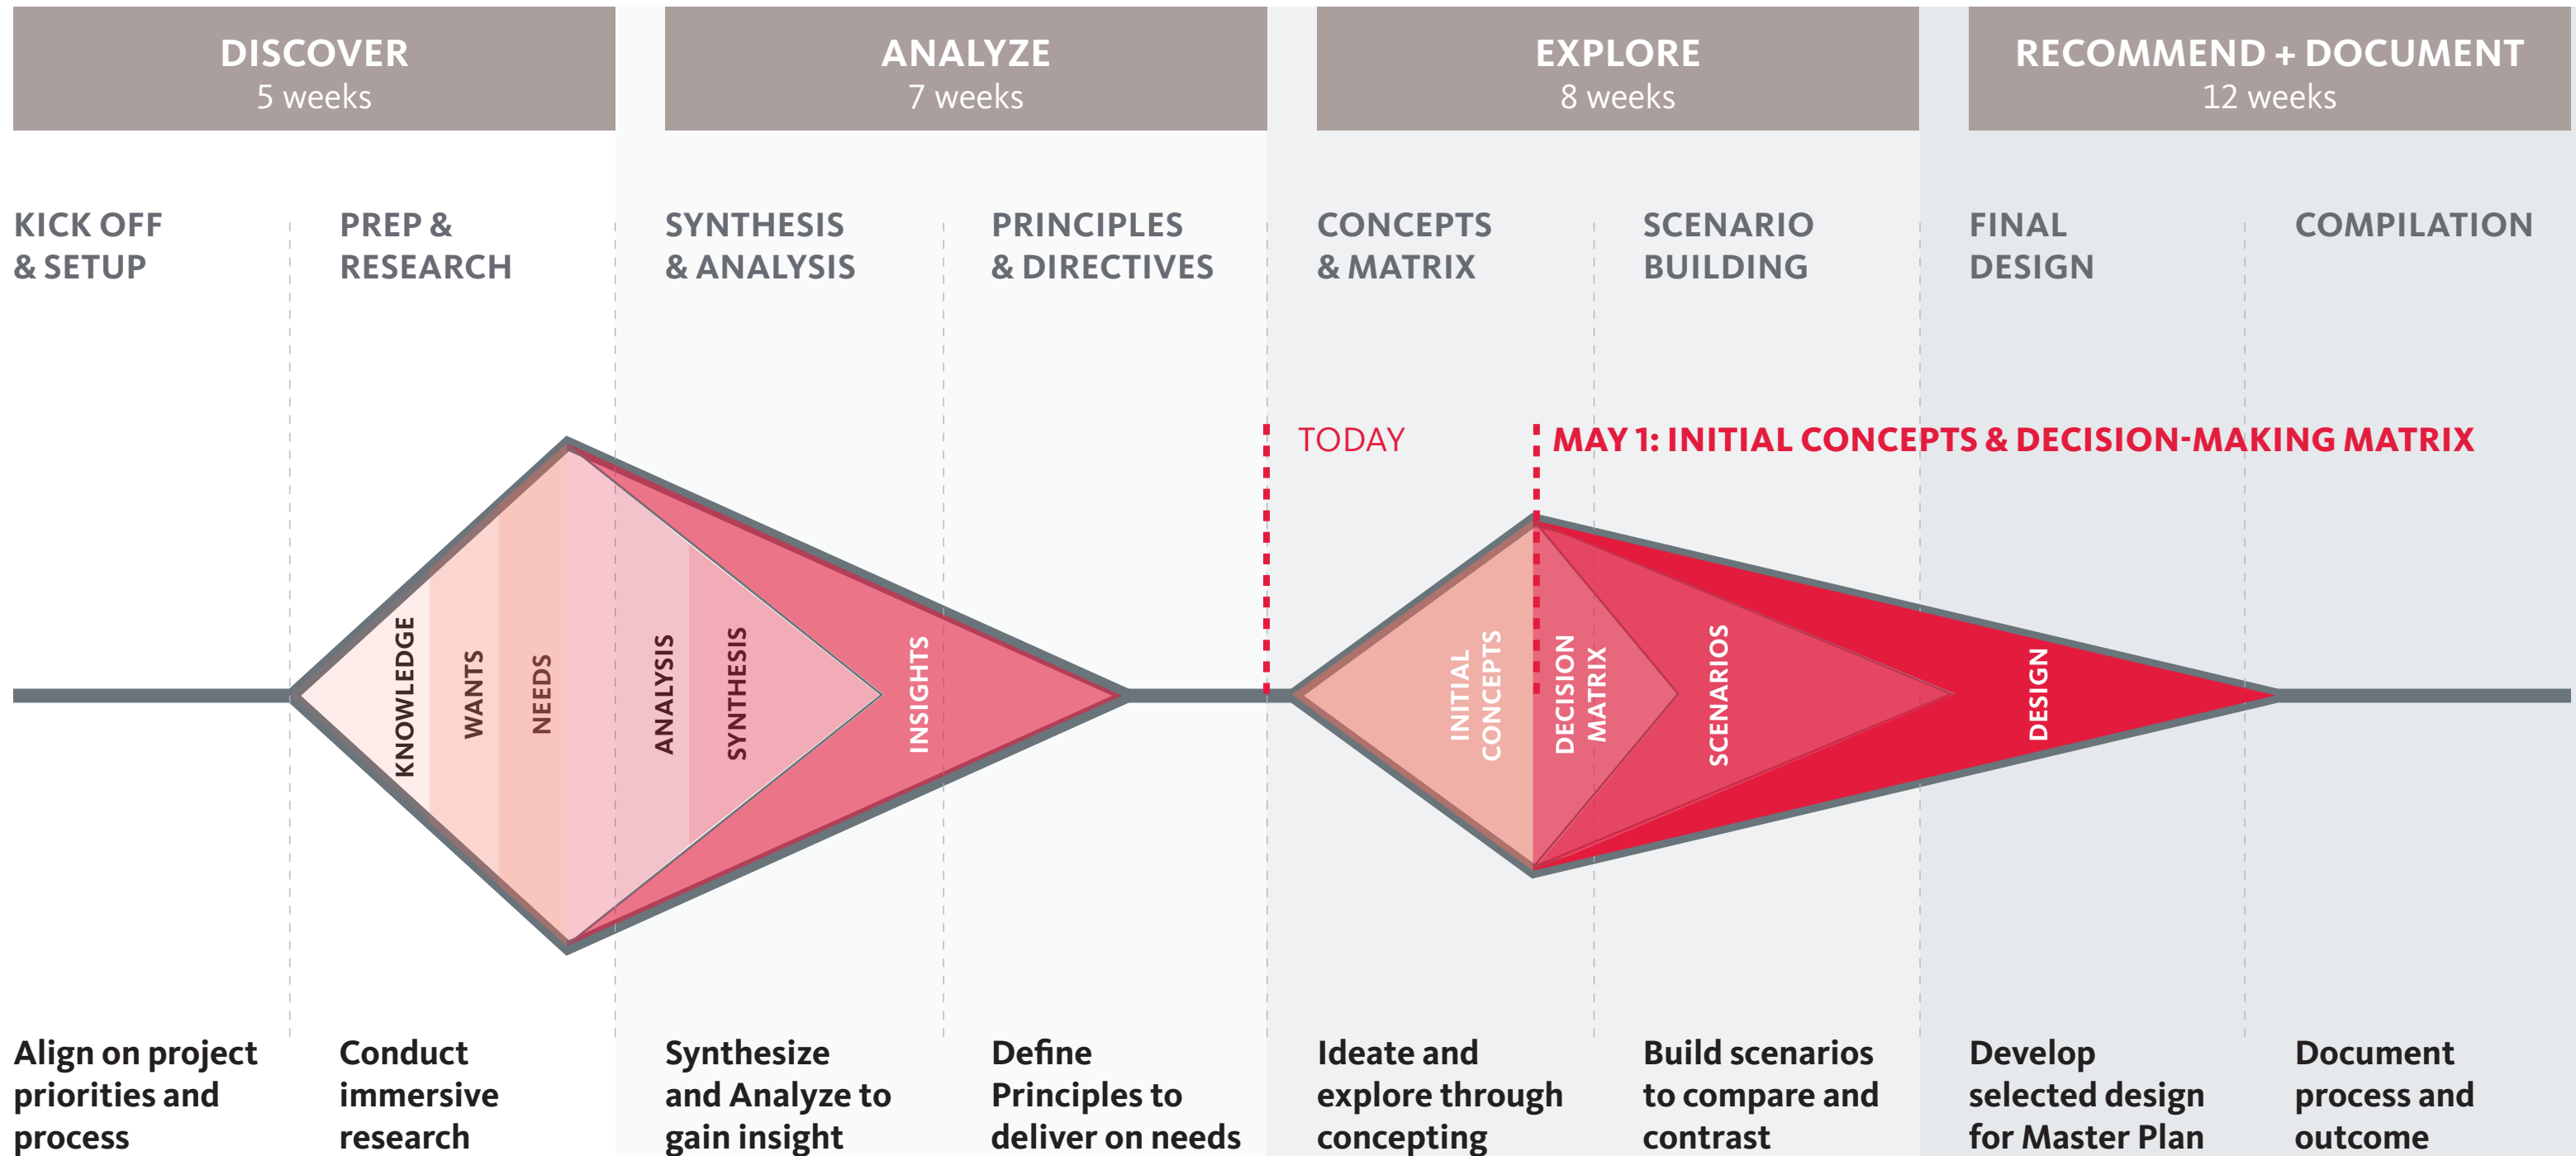 DISCOVER
5 weeks
ANALYZE
7 weeks
EXPLORE
8 weeks
RECOMMEND + DOCUMENT
12 weeks
KICK OFF
& SETUP
PREP &
RESEARCH
SYNTHESIS
& ANALYSIS
PRINCIPLES
& DIRECTIVES
CONCEPTS
& MATRIX
SCENARIO
BUILDING
FINAL
DESIGN
COMPILATION
TODAY
MAY 1: INITIAL CONCEPTS & DECISION-MAKING MATRIX
KNOWLEDGE
WANTS
NEEDS
ANALYSIS
SYNTHESIS
INSIGHTS
INITIAL
CONCEPTS
DECISION
MATRIX
SCENARIOS
DESIGN
Align on project
priorities and
process
Conduct
immersive
research
Synthesize
and Analyze to
gain insight
Define
Principles to
deliver on needs
Ideate and
explore through
concepting
Build scenarios
to compare and
contrast
Develop
selected design
for Master Plan
Document
process and
outcome